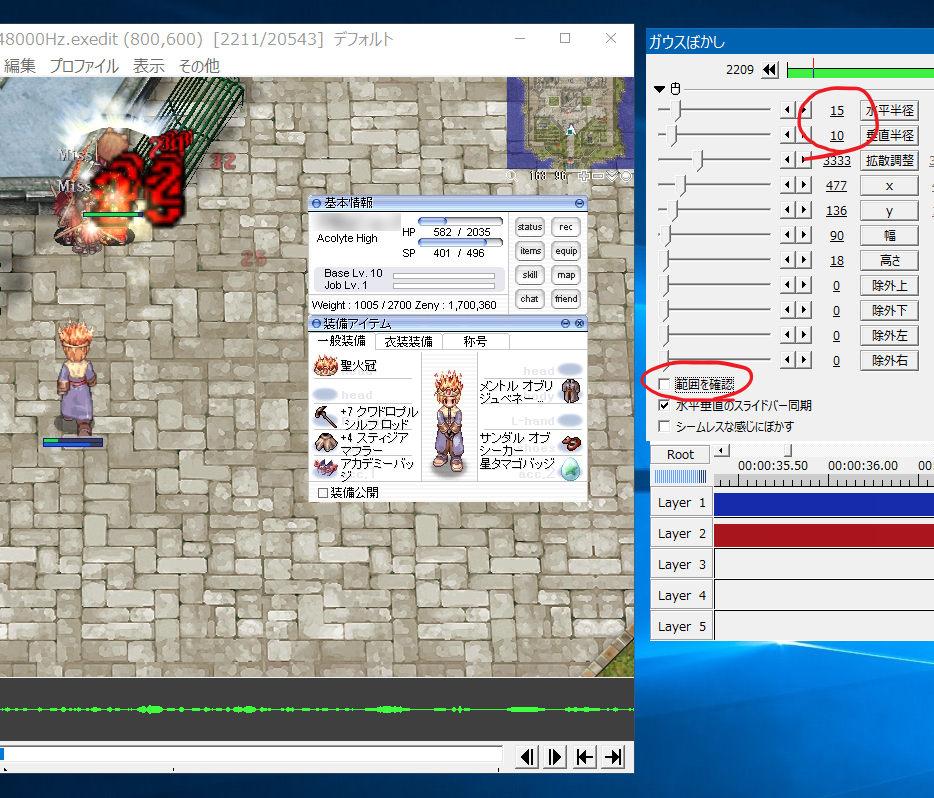 48000Hz.exedit (800,600) [2211/20543] デフォルト
編集 プロファイル 表示 その他
Miss
Miss
32
26
168 96
基本情報
Acolyte High
HP 582 / 2035
SP 401 / 496
Base Lv. 10
Job Lv. 1
Weight : 1005 / 2700 Zeny : 1,700,360
status rec
items equip
skill map
chat friend
装備アイテム
一般装備 衣装装備 称号
聖火冠
head
head
メントル オブリ
ジュベネー...
body
+7 クワドロプル
シルフ ロッド
L-hand
+4 スティジア
マフラー
サンダル オブ
シーカー
アカデミーバッ
ジ
星タマゴバッジ
acc.2
装備公開
ガウスぼかし
2209
15 水平半径
10 垂直半径
3333 拡散調整
477 x
136 y
90 幅
18 高さ
0 除外上
0 除外下
0 除外左
0 除外右
範囲を確認
水平垂直のスライドバー同期
シームレスな感じにぼかす
Root
00:00:35.50 00:00:36.00 00:
Layer 1
Layer 2
Layer 3
Layer 4
Layer 5